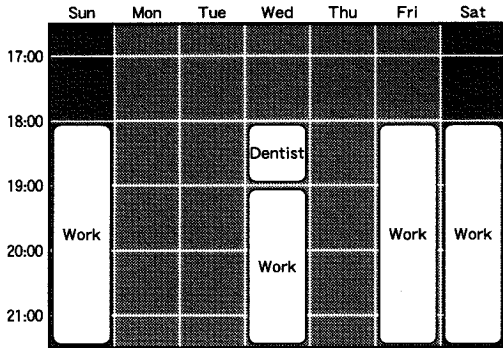 Sun Mon Tue Wed Thu Fri Sat
17:00
18:00
Dentist
19:00
Work Work Work
20:00
Work
21:00